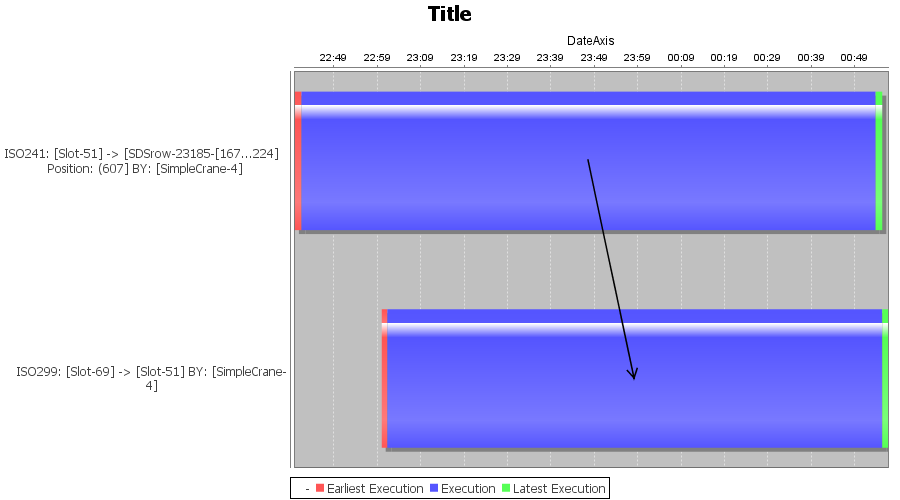 Title
DateAxis
22:49 22:59 23:09 23:19 23:29 23:39 23:49 23:59 00:09 00:19 00:29 00:39 00:49
ISO241: [Slot-51] -> [SDSrow-23185-[167...224]
Position: (607] BY: [SimpleCrane-4]
ISO299: [Slot-69] -> [Slot-51] BY: [SimpleCrane-
4]
- Earliest Execution Execution Latest Execution